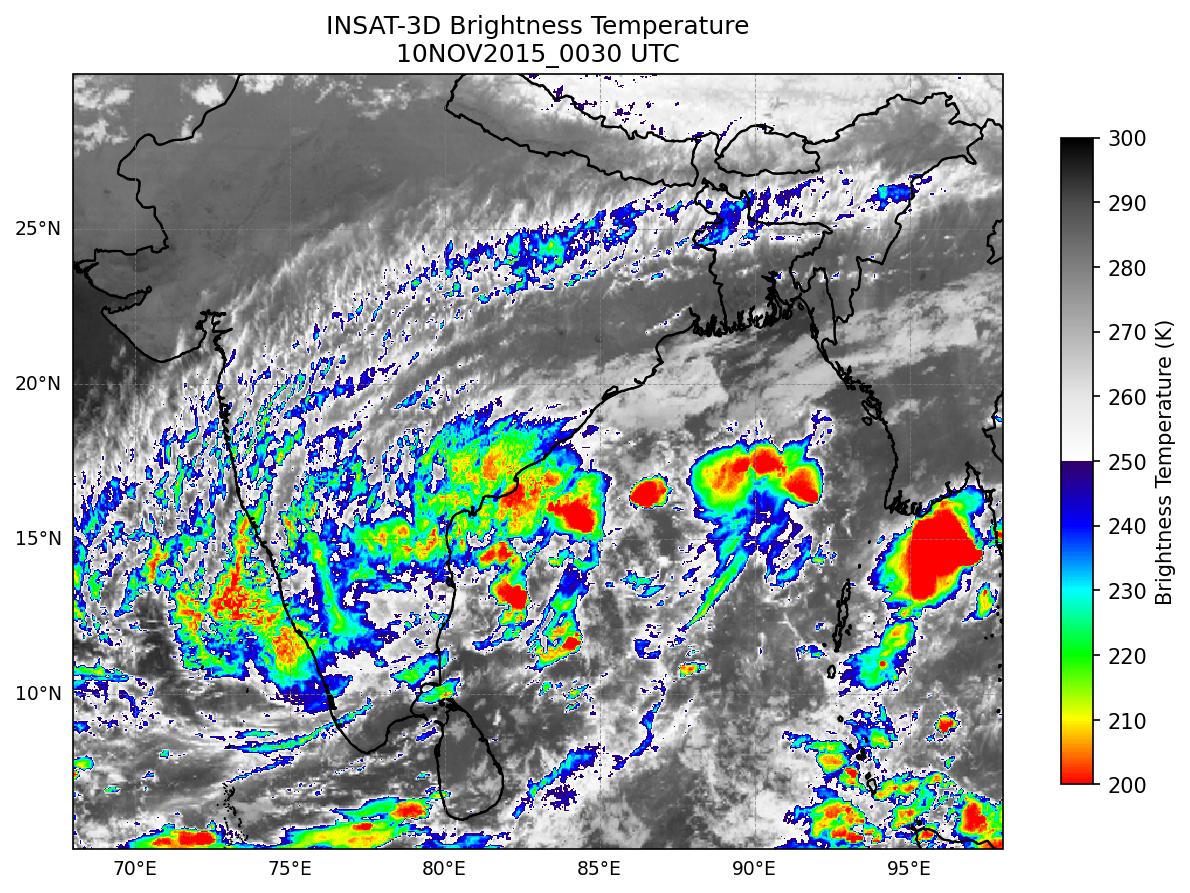 INSAT-3D Brightness Temperature
10NOV2015_0030 UTC
25°N
20°N
15°N
10°N
70°E
75°E
80°E
85°E
90°E
95°E
300
290
280
270
260
250
240
230
220
210
200
Brightness Temperature (K)